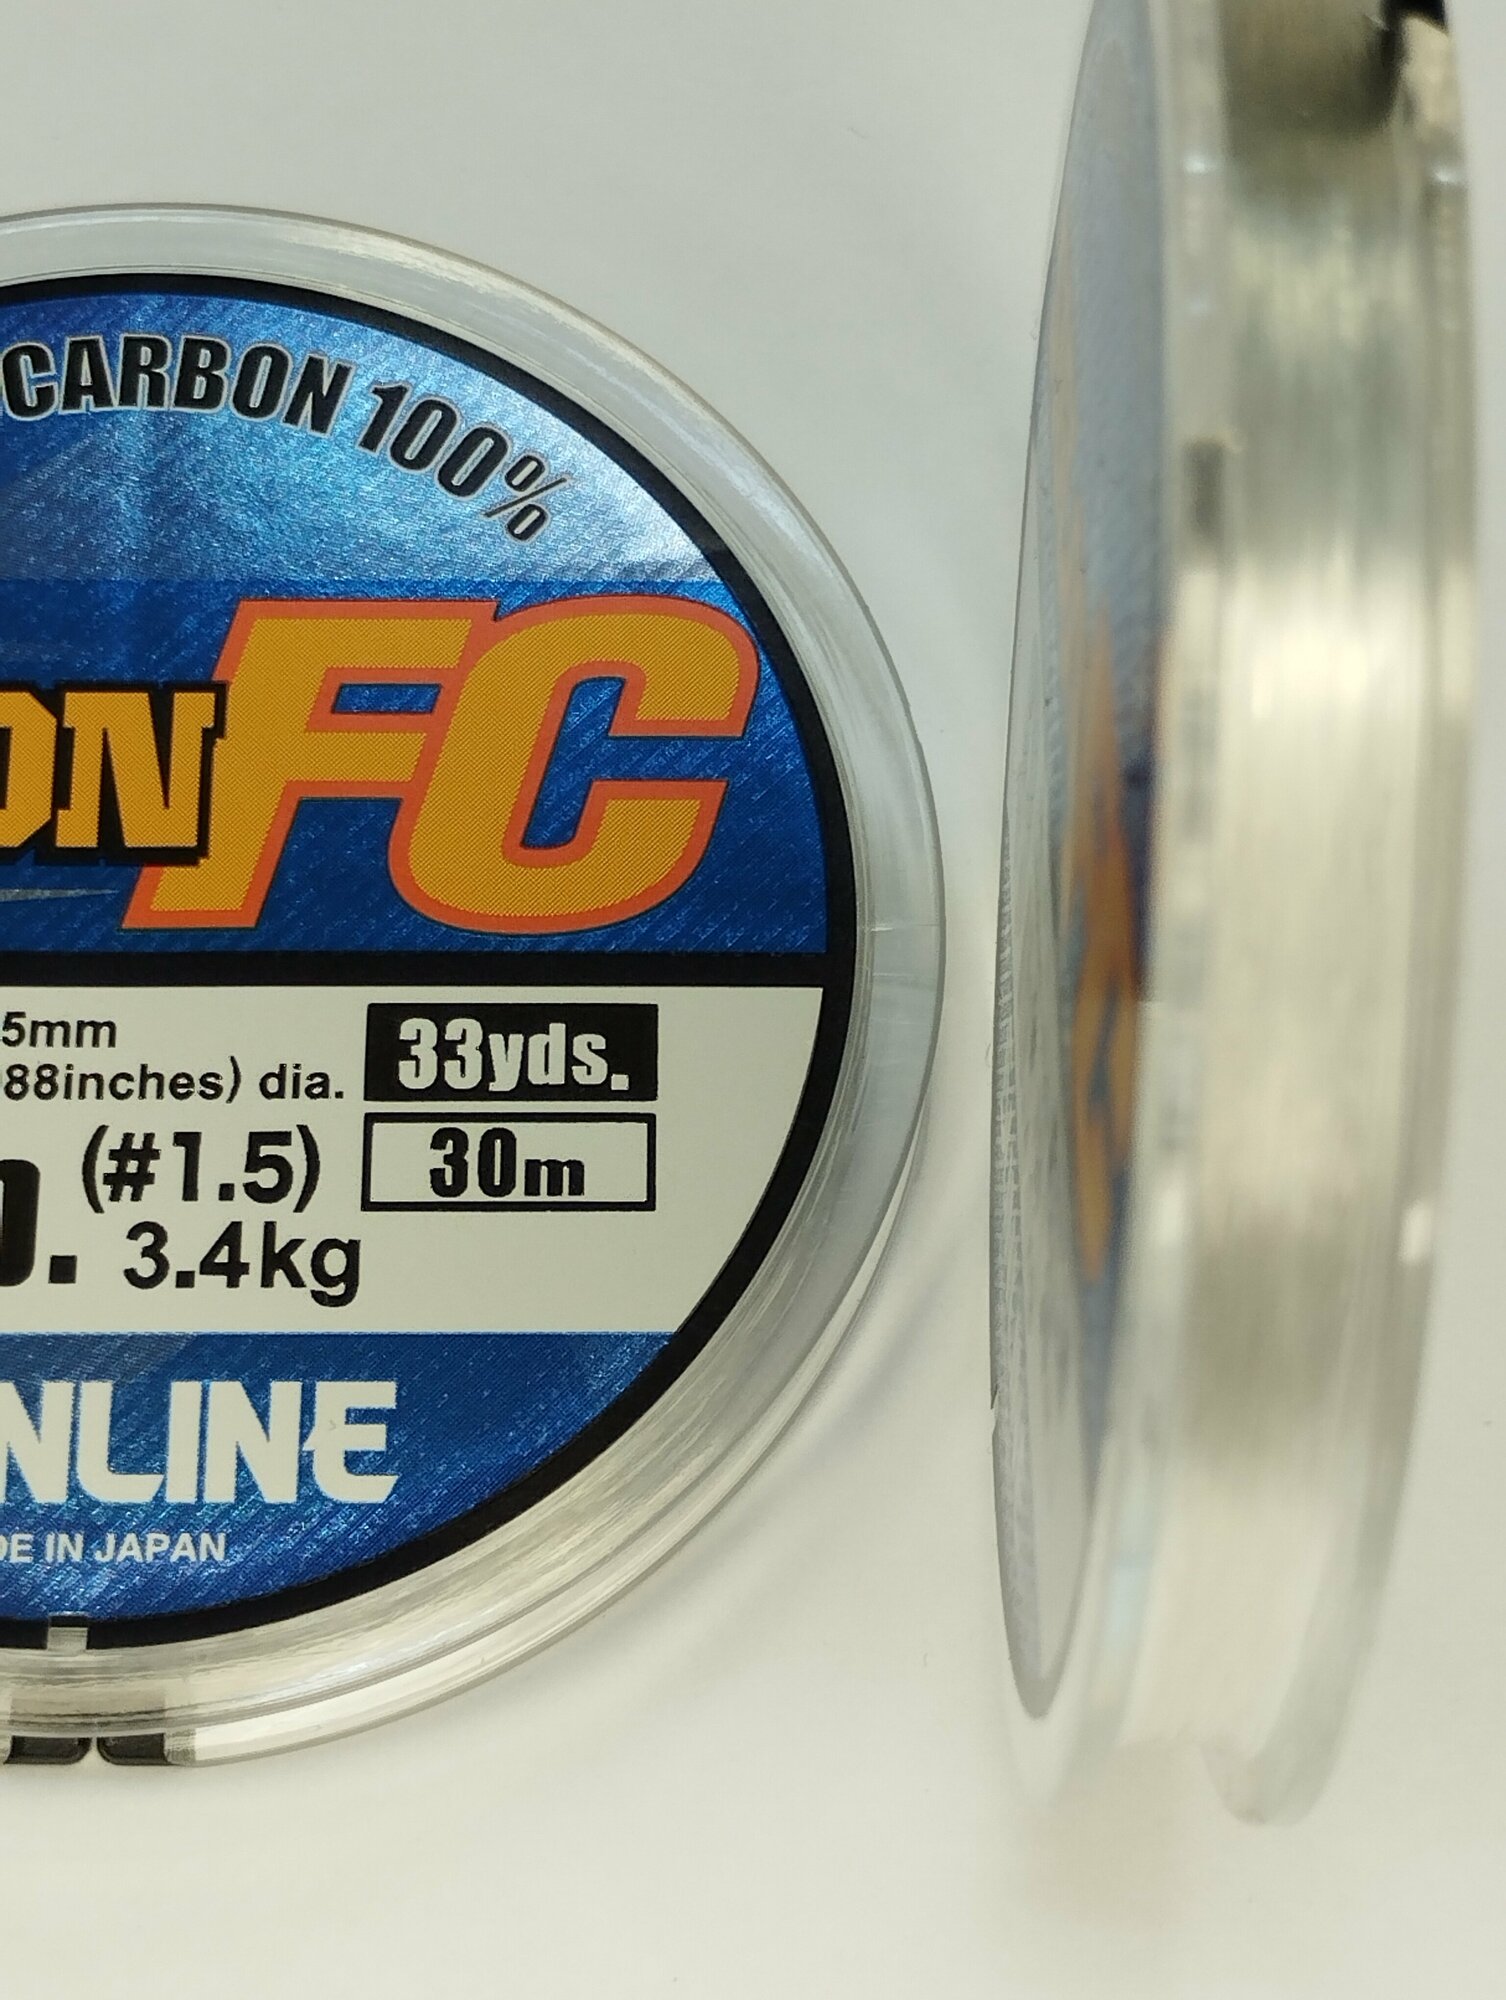 CARBON 100%
ON FC
5mm
33yds.
88inches) dia.
(#1.5)
30m
. 3.4kg
NLINE
DE IN JAPAN